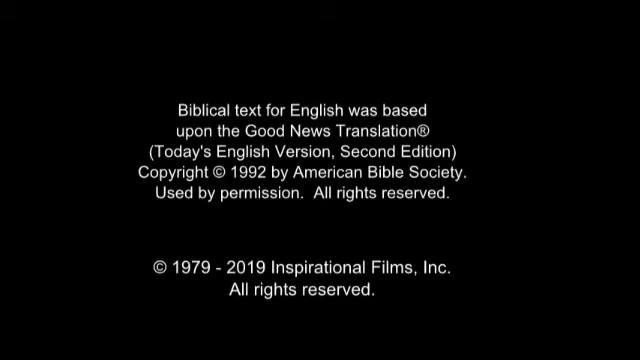 Biblical text for English was based
upon the Good News Translation®
(Today's English Version, Second Edition)
Copyright © 1992 by American Bible Society.
Used by permission.  All rights reserved.
© 1979 - 2019 Inspirational Films, Inc.
All rights reserved.